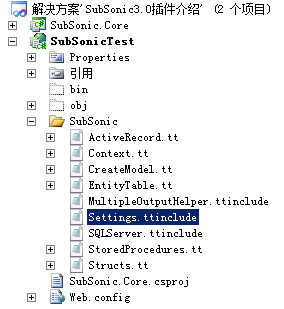 解决方案'SubSonic3.0插件介绍' (2 个项目)
SubSonic.Core
SubSonicTest
Properties
引用
bin
obj
SubSonic
ActiveRecord.tt
Context.tt
CreateModel.tt
EntityTable.tt
MultipleOutputHelper.ttinclude
Settings.ttinclude
SQLServer.ttinclude
StoredProcedures.tt
Structs.tt
SubSonic.Core.csproj
Web.config